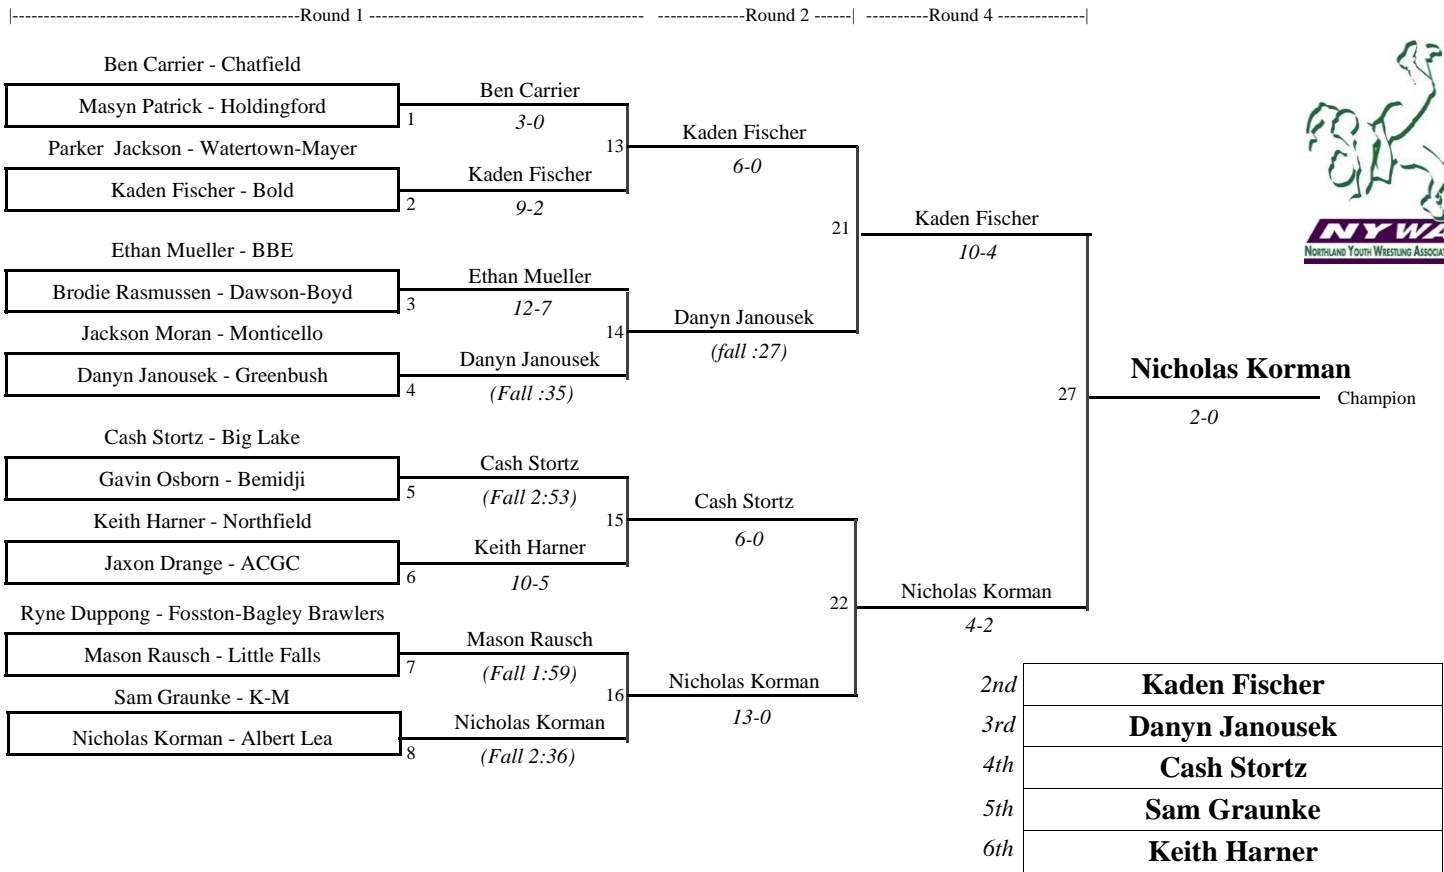 |----------------------------------------------Round 1 -------------------------------------------- --------------Round 2 ------| ----------Round 4 --------------|
Ben Carrier - Chatfield
Masyn Patrick - Holdingford
1
Parker  Jackson - Watertown-Mayer
Kaden Fischer - Bold
2
Ethan Mueller - BBE
Brodie Rasmussen - Dawson-Boyd
3
Jackson Moran - Monticello
Danyn Janousek - Greenbush
4
Cash Stortz - Big Lake
Gavin Osborn - Bemidji
5
Keith Harner - Northfield
Jaxon Drange - ACGC
6
Ryne Duppong - Fosston-Bagley Brawlers
Mason Rausch - Little Falls
7
Sam Graunke - K-M
Nicholas Korman - Albert Lea
8
Ben Carrier
3-0
13
Kaden Fischer
9-2
Ethan Mueller
12-7
14
Danyn Janousek
(Fall :35)
Cash Stortz
(Fall 2:53)
15
Keith Harner
10-5
Mason Rausch
(Fall 1:59)
16
Nicholas Korman
(Fall 2:36)
Kaden Fischer
6-0
21
Danyn Janousek
(fall :27)
Cash Stortz
6-0
22
Nicholas Korman
13-0
Kaden Fischer
10-4
27
Nicholas Korman
4-2
Nicholas Korman
Champion
2-0
NYWA
NORTHLAND YOUTH WRESTLING ASSOCIAT
2nd Kaden Fischer
3rd Danyn Janousek
4th Cash Stortz
5th Sam Graunke
6th Keith Harner